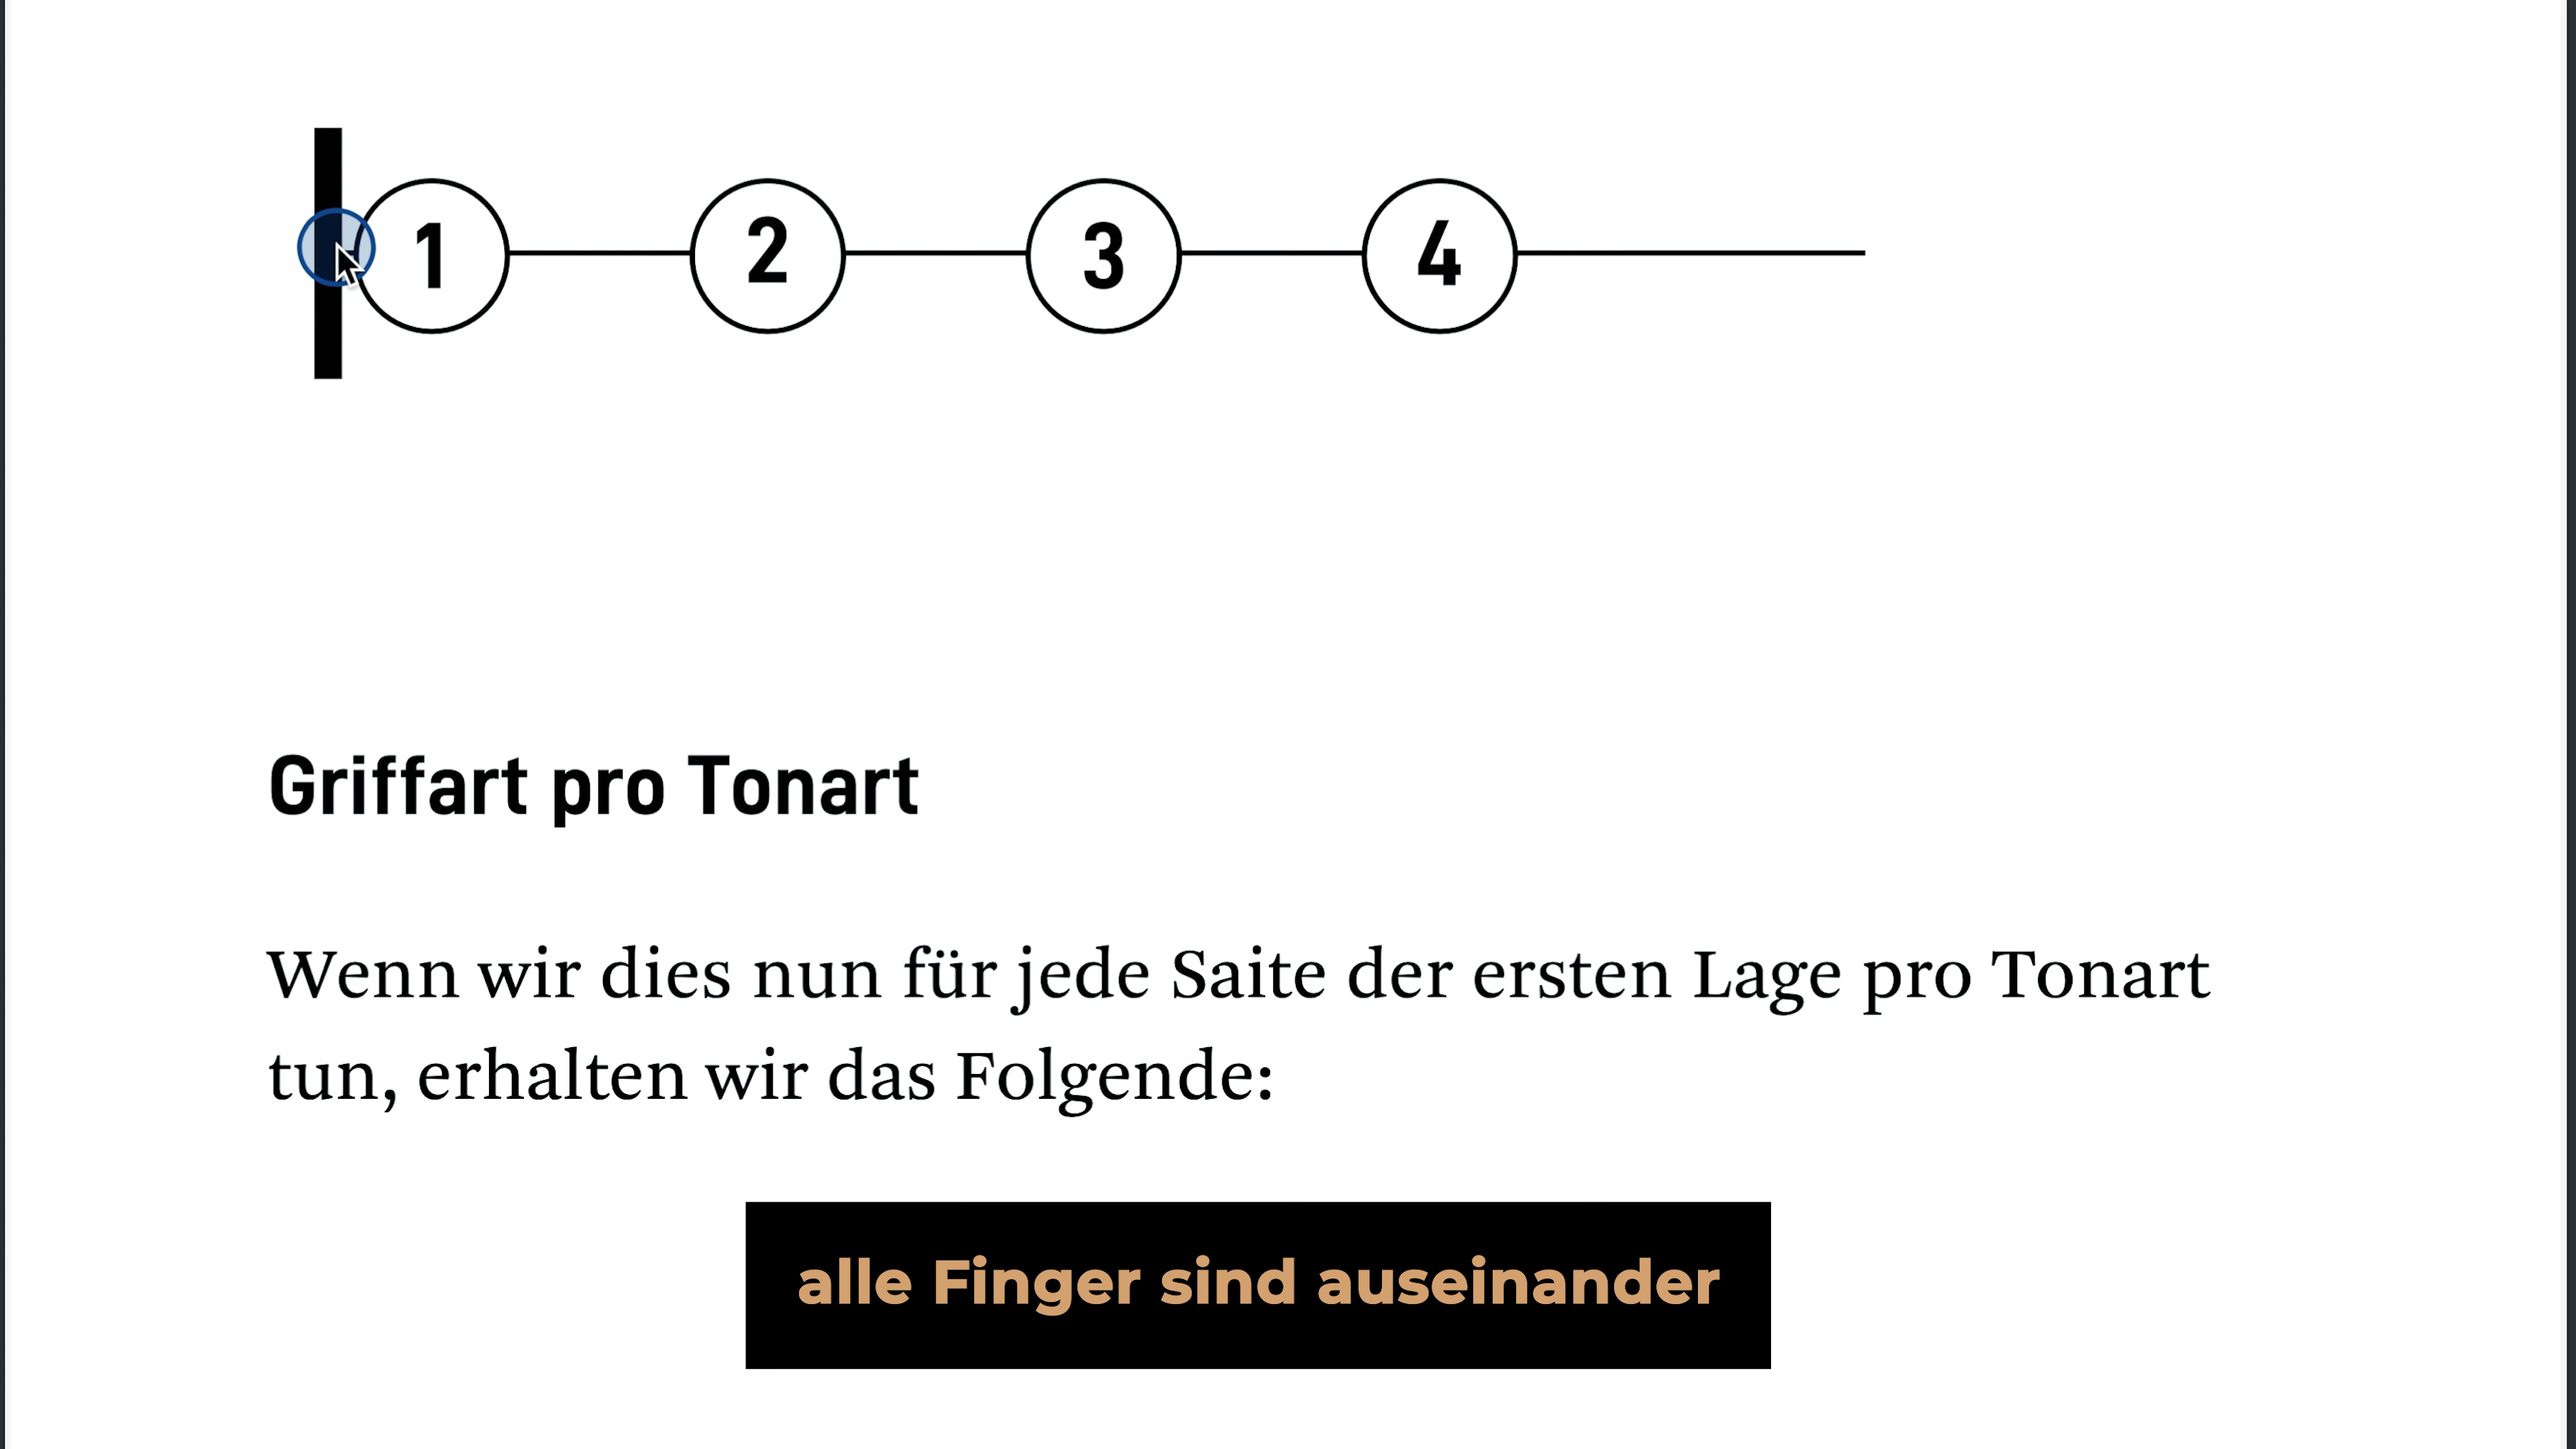 1 2 3 4
Griffart pro Tonart
Wenn wir dies nun für jede Saite der ersten Lage pro Tonart
tun, erhalten wir das Folgende:
alle Finger sind auseinander